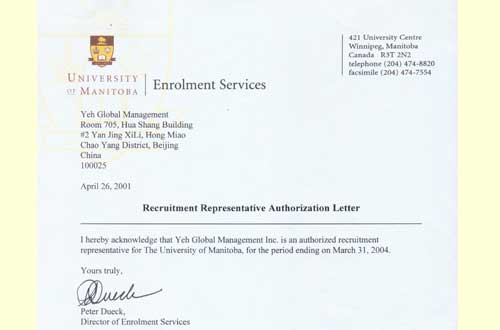 421 University Centre
Winnipeg, Manitoba
Canada R3T 2N2
telephone (204) 474-8820
facsimile (204) 474-7554
UNIVERSITY
OF MANITOBA
Enrolment Services
Yeh Global Management
Room 705, Hua Shang Building
#2 Yan Jing XiLi, Hong Miao
Chao Yang District, Beijing
China
100025
April 26, 2001
Recruitment Representative Authorization Letter
I hereby acknowledge that Yeh Global Management Inc. is an authorized recruitment
representative for The University of Manitoba, for the period ending on March 31, 2004.
Yours truly,
PDueck
Peter Dueck,
Director of Enrolment Services